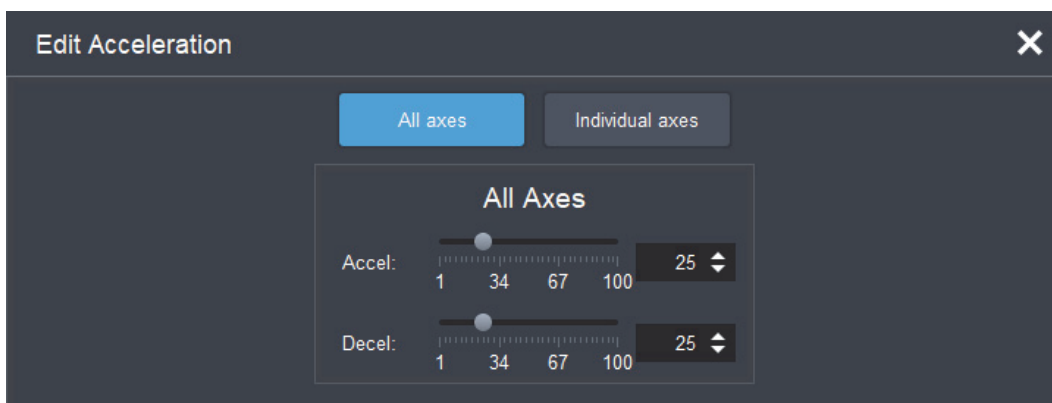 Edit Acceleration
All axes Individual axes
All Axes
Accel: 25
1 34 67 100
Decel: 25
1 34 67 100